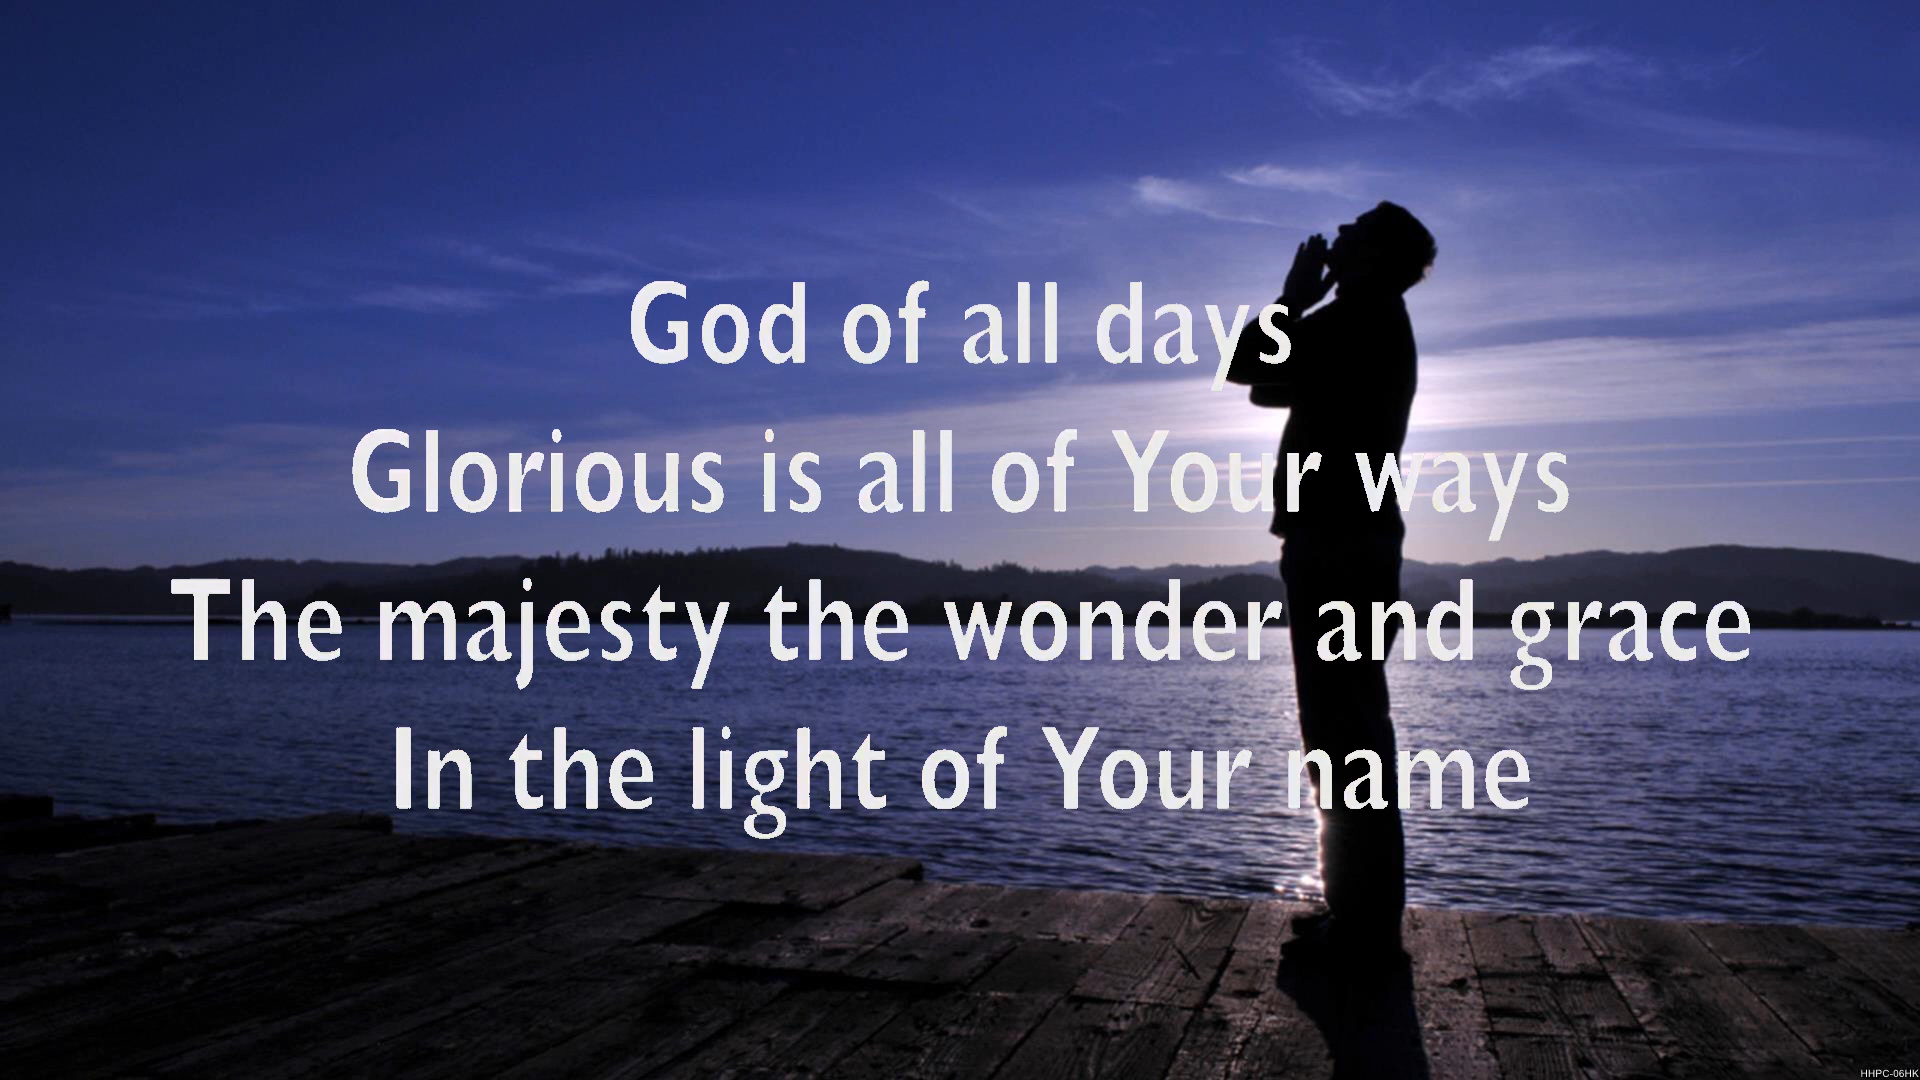 God of all days
Glorious is all of Your ways
The majesty the wonder and grace
In the light of Your name
HHPC-06HK